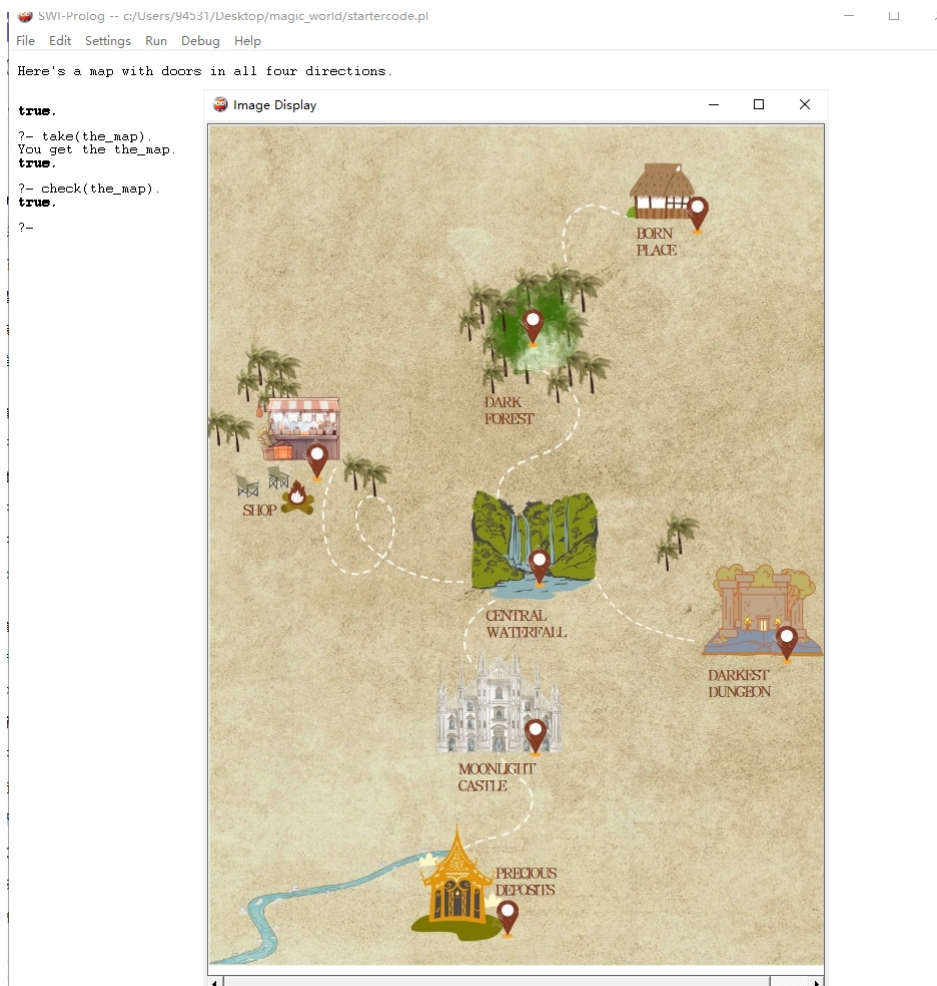 SWI-Prolog -- c:/Users/94531/Desktop/magic_world/startercode.pl
File Edit Settings Run Debug Help
Here's a map with doors in all four directions.
true.
?- take(the_map).
You get the the_map.
true.
?- check(the_map).
true.
?-
Image Display
BORN
PLACE
DARK
FOREST
SHOP
CENTRAL
WATERFALL
DARKEST
DUNGEON
MOONLIGHT
CASTLE
PRECIOUS
DEPOSITS